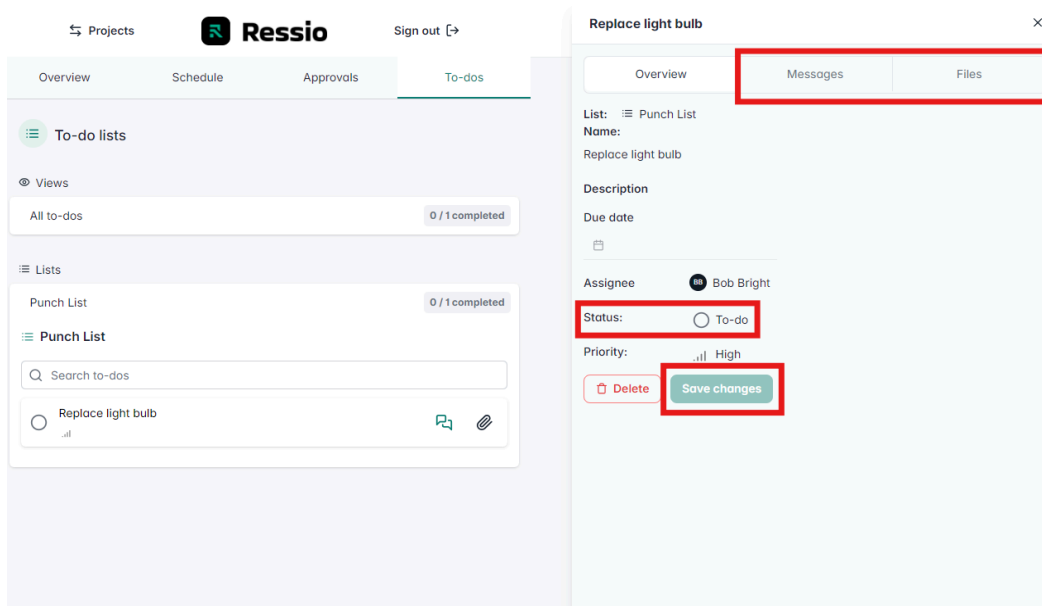 Projects
Ressio
Sign out
Overview Schedule Approvals To-dos
To-do lists
Views
All to-dos 0 / 1 completed
Lists
Punch List 0 / 1 completed
Punch List
Search to-dos
Replace light bulb
Replace light bulb
Overview Messages Files
List: Punch List
Name:
Replace light bulb
Description
Due date
Assignee BB Bob Bright
Status: To-do
Priority: High
Delete Save changes